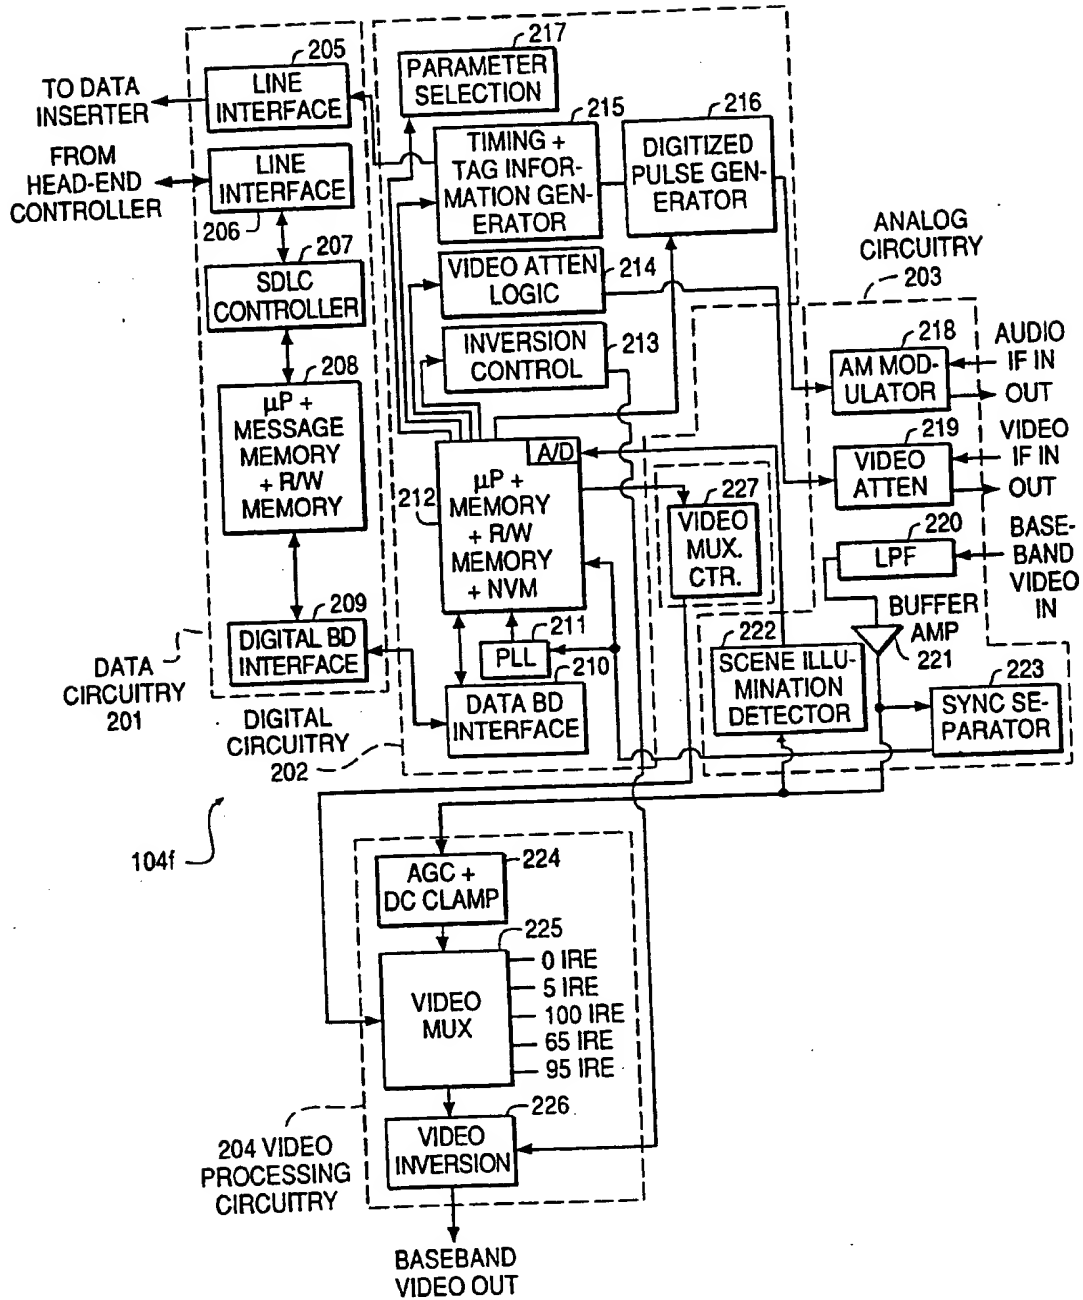 TO DATA
INSERTER
FROM
HEAD-END
CONTROLLER
205
LINE
INTERFACE
LINE
INTERFACE
206
207
SDLC
CONTROLLER
208
μP +
MESSAGE
MEMORY
+ R/W
MEMORY
209
DIGITAL BD
INTERFACE
DATA
CIRCUITRY
201
217
PARAMETER
SELECTION
215
TIMING +
TAG INFOR-
MATION GEN-
ERATOR
216
DIGITIZED
PULSE GEN-
ERATOR
VIDEO ATTEN
LOGIC
214
INVERSION
CONTROL
213
A/D
212
μP +
MEMORY
+ R/W
MEMORY
+ NVM
211
PLL
210
DATA BD
INTERFACE
DIGITAL
CIRCUITRY
202
227
VIDEO
MUX.
CTR.
ANALOG
CIRCUITRY
203
218
AM MOD-
ULATOR
AUDIO
IF IN
OUT
219
VIDEO
ATTEN
VIDEO
IF IN
OUT
220
LPF
BASE-
BAND
VIDEO
IN
BUFFER
AMP
221
222
SCENE ILLU-
MINATION
DETECTOR
223
SYNC SE-
PARATOR
104f
224
AGC +
DC CLAMP
225
VIDEO
MUX
0 IRE
5 IRE
100 IRE
65 IRE
95 IRE
226
VIDEO
INVERSION
204 VIDEO
PROCESSING
CIRCUITRY
BASEBAND
VIDEO OUT